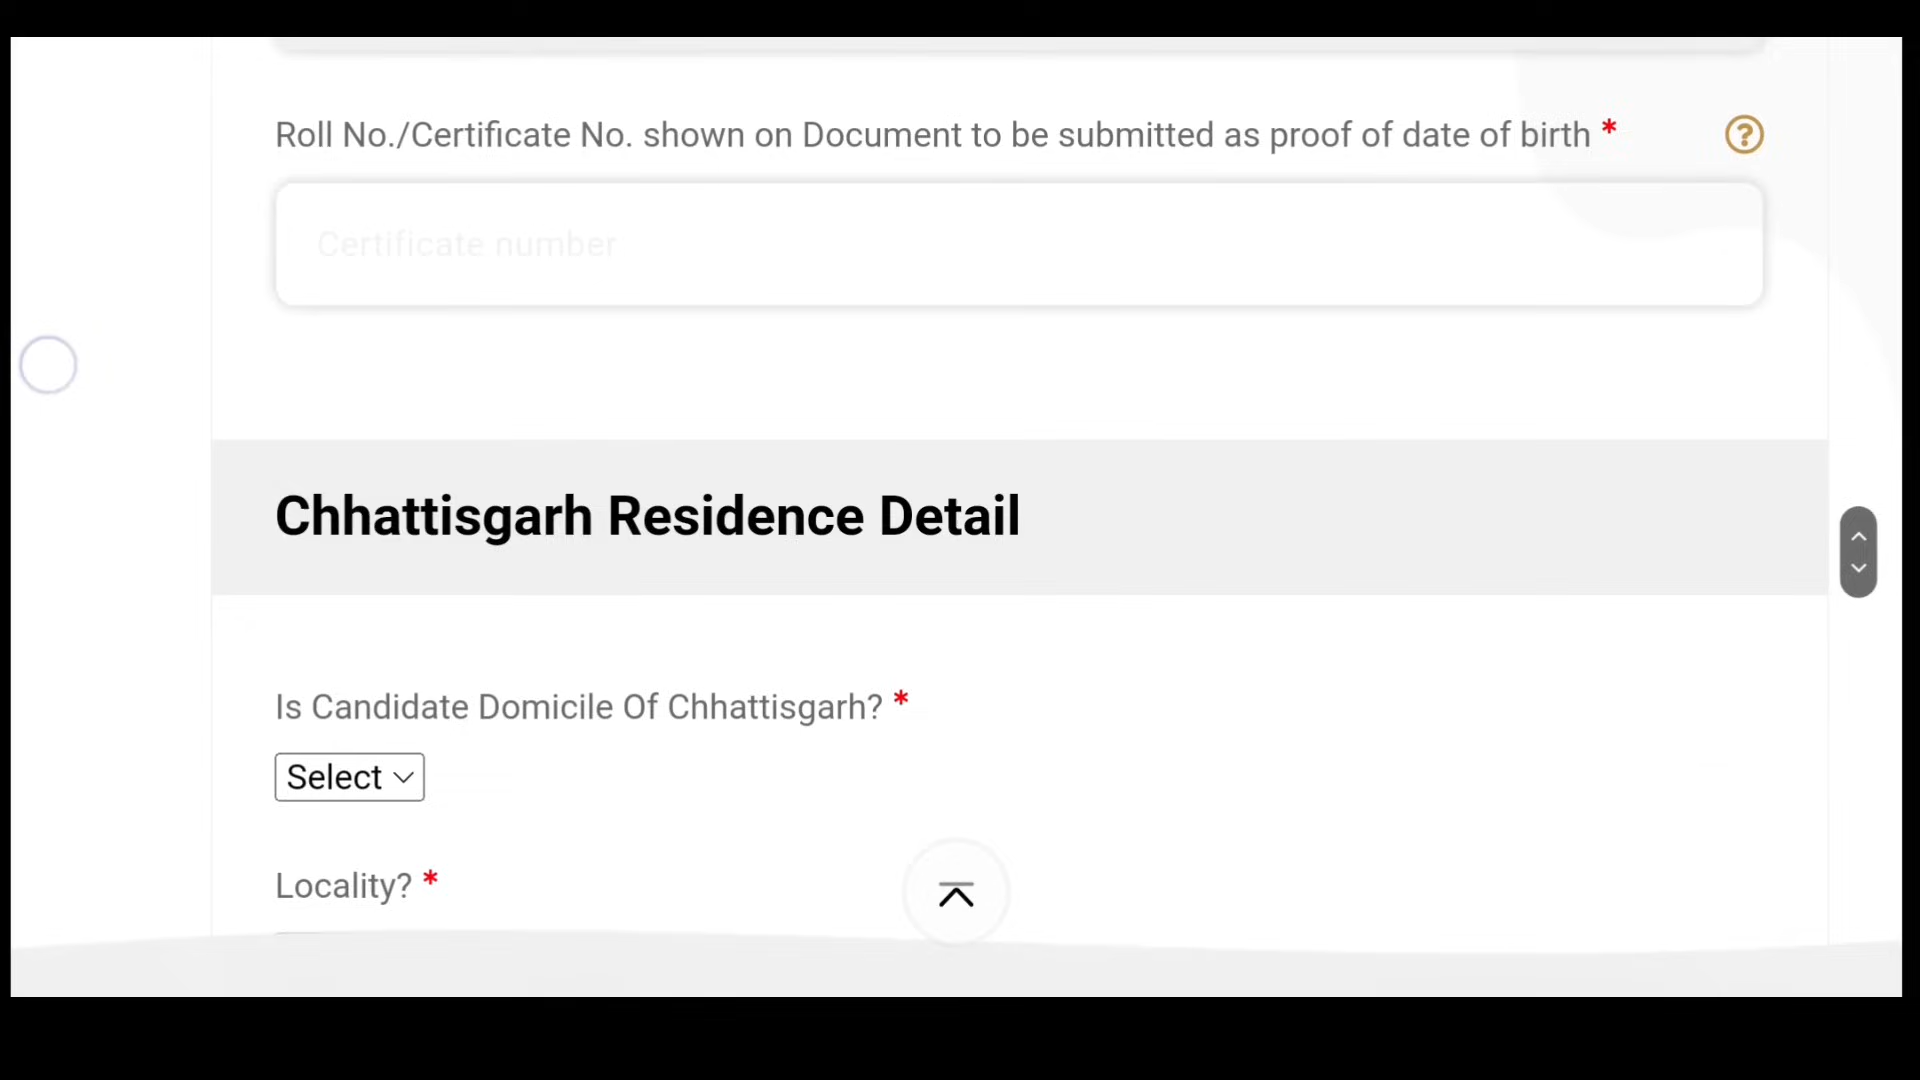 Roll No./Certificate No. shown on Document to be submitted as proof of date of birth *
?
Certificate number
Chhattisgarh Residence Detail
Is Candidate Domicile Of Chhattisgarh? *
Select
Locality? *